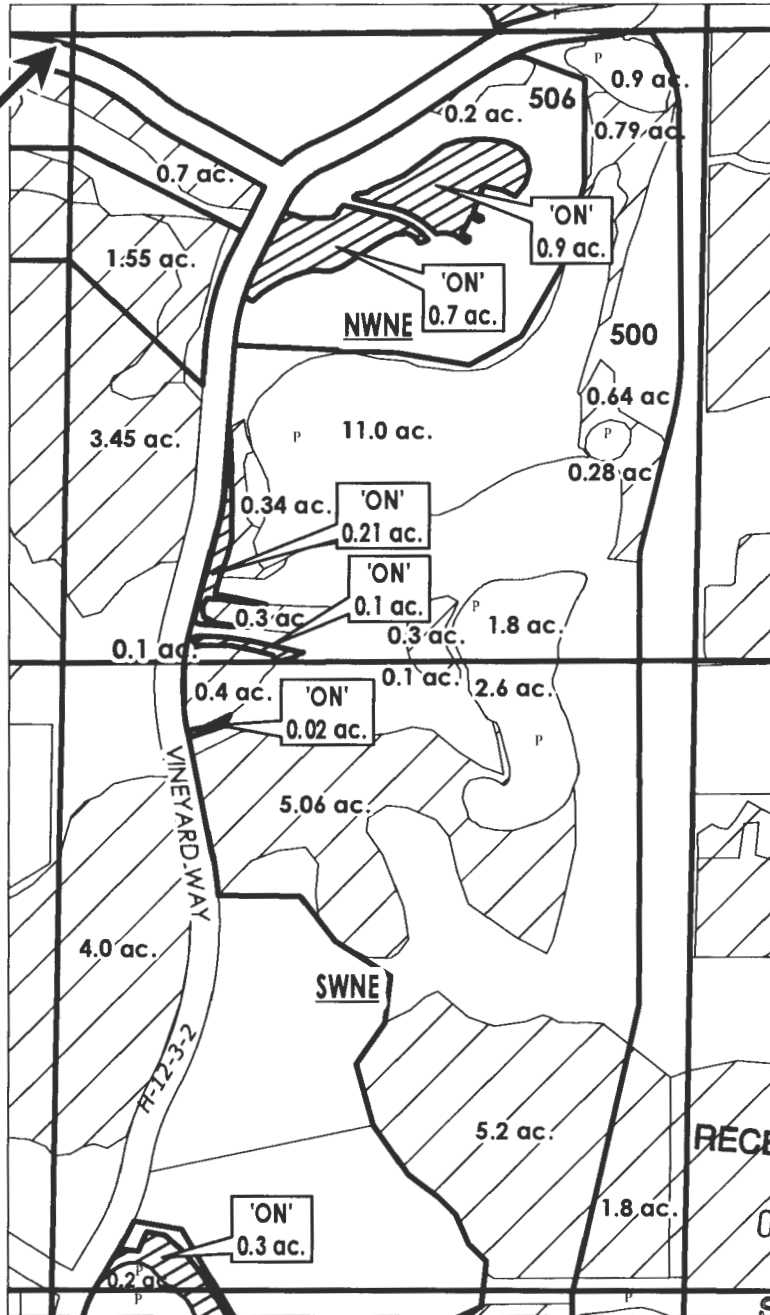 P
P
0.9 ac.
506
0.2 ac.
0.79 ac.
0.7 ac.
'ON'
0.9 ac.
1.55 ac.
'ON'
0.7 ac.
NWNE
500
0.64 ac
P
11.0 ac.
P
3.45 ac.
0.28 ac
0.34 ac.
'ON'
0.21 ac.
'ON'
0.1 ac.
P
0.3 ac
1.8 ac.
0.3 ac.
0.1 ac.
0.1 ac.
2.6 ac.
0.4 ac.
'ON'
0.02 ac.
P
VINEYARD WAY
5.06 ac.
4.0 ac.
SWNE
H-12-3-2
5.2 ac.
RECE
1.8 ac.
'ON'
0.3 ac.
P
0.2 ac
P
P